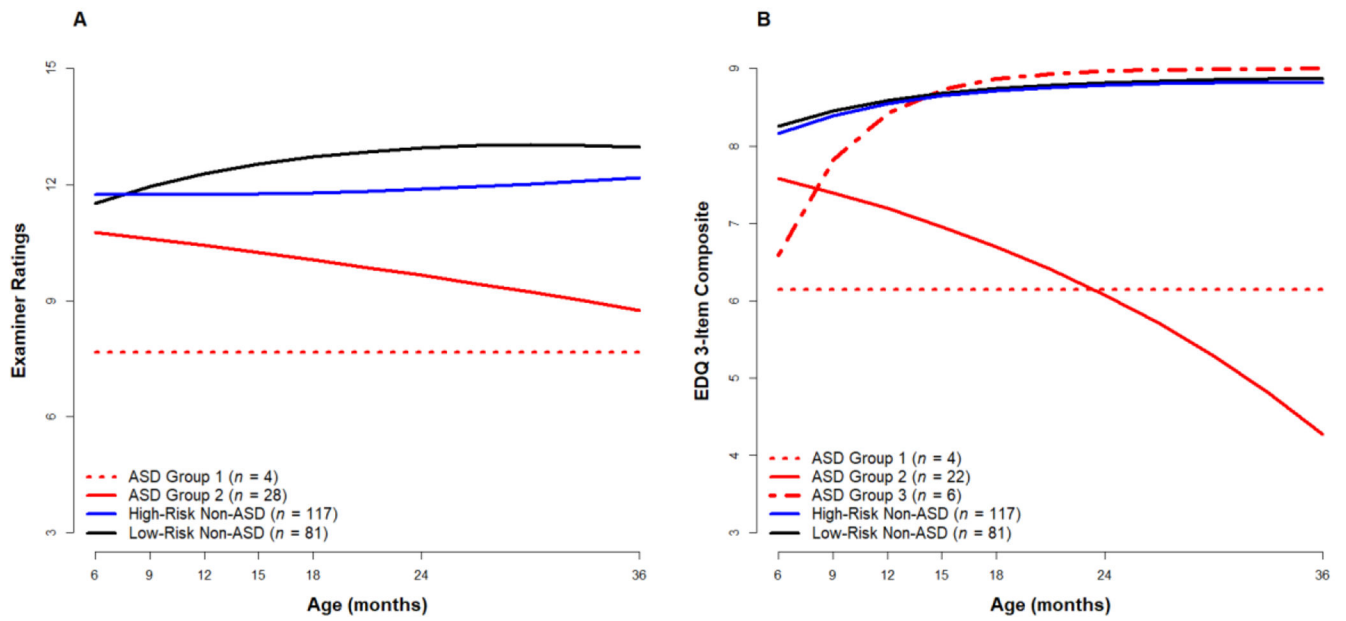 A
15
12
9
6
3
Examiner Ratings
ASD Group 1 (n = 4)
ASD Group 2 (n = 28)
High-Risk Non-ASD (n = 117)
Low-Risk Non-ASD (n = 81)
6 9 12 15 18 24 36
Age (months)
B
9
8
7
6
5
4
3
EDQ 3-Item Composite
ASD Group 1 (n = 4)
ASD Group 2 (n = 22)
ASD Group 3 (n = 6)
High-Risk Non-ASD (n = 117)
Low-Risk Non-ASD (n = 81)
6 9 12 15 18 24 36
Age (months)